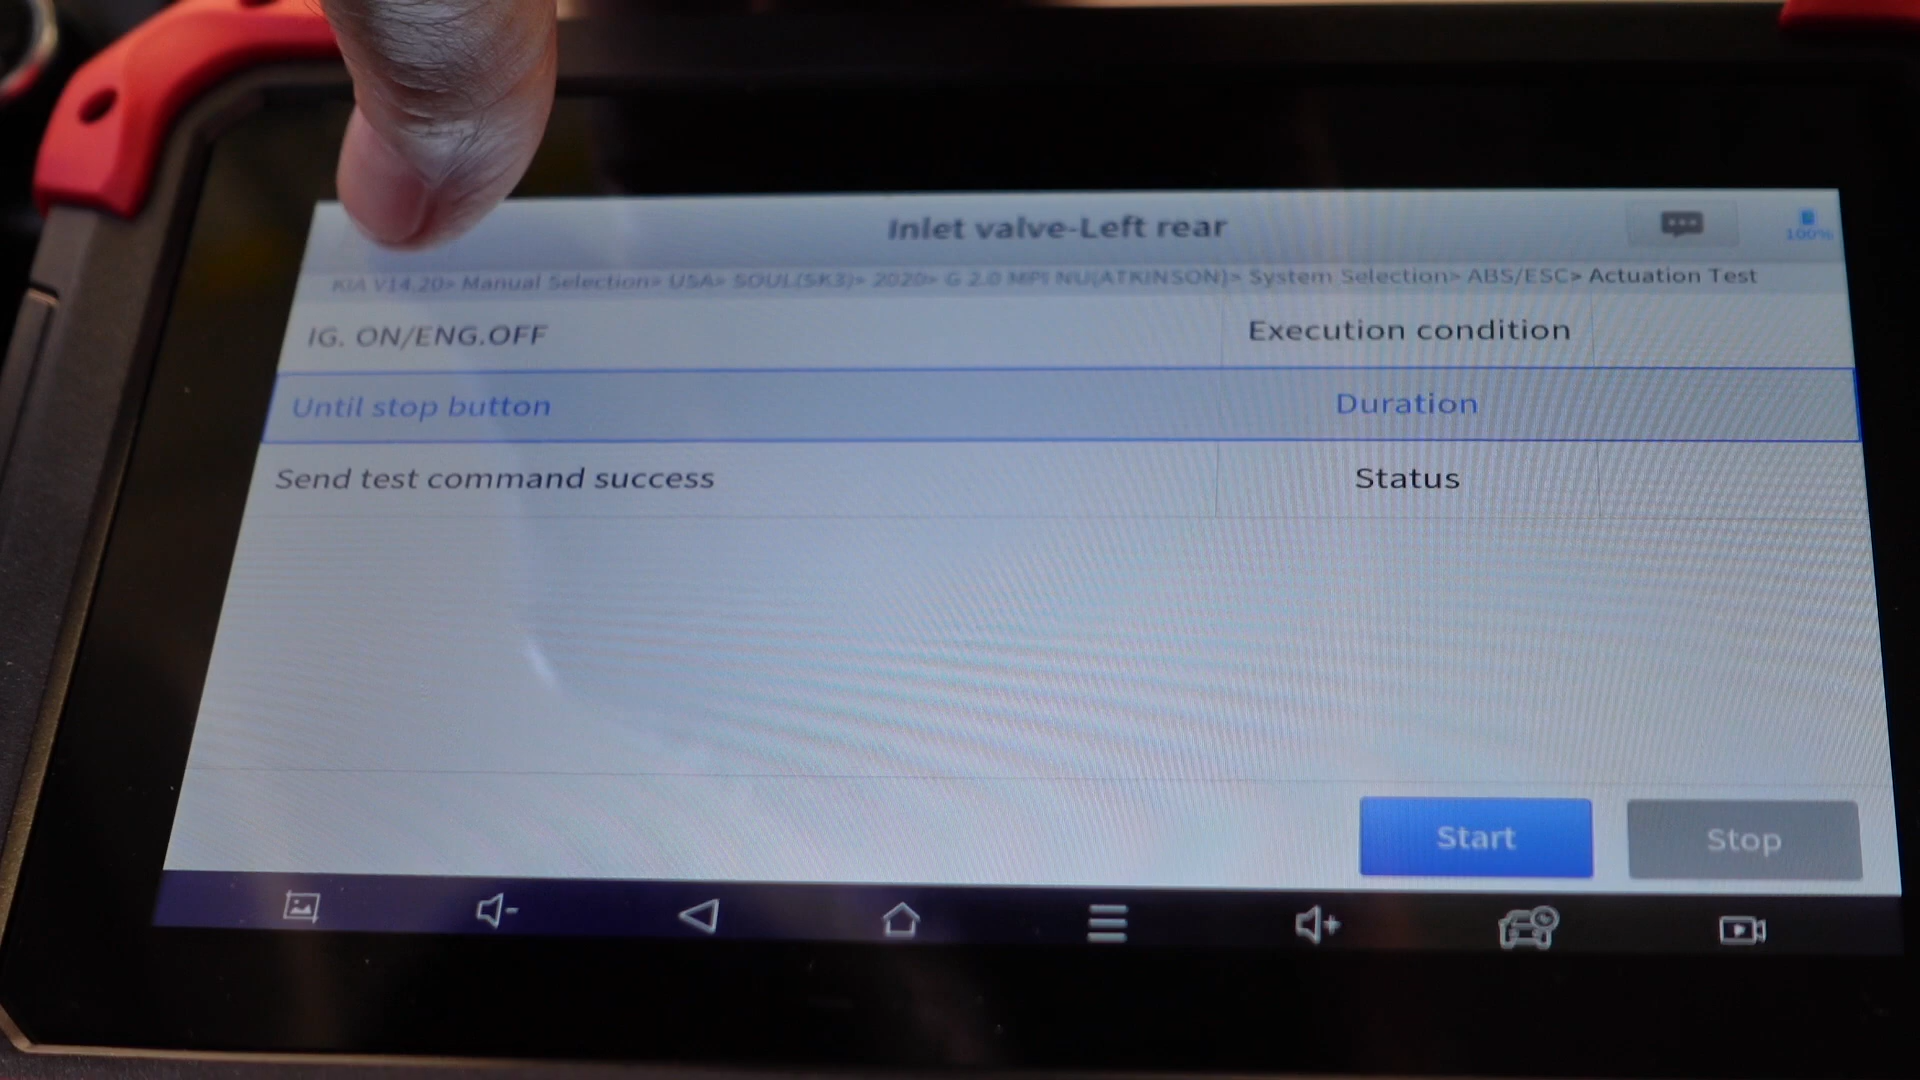 Inlet valve-Left rear
100%
KIA V14.20> Manual Selection> USA> SOUL(SK3)> 2020> G 2.0 MPI NU(ATKINSON)> System Selection> ABS/ESC> Actuation Test
IG. ON/ENG.OFF Execution condition
Until stop button Duration
Send test command success Status
Start Stop